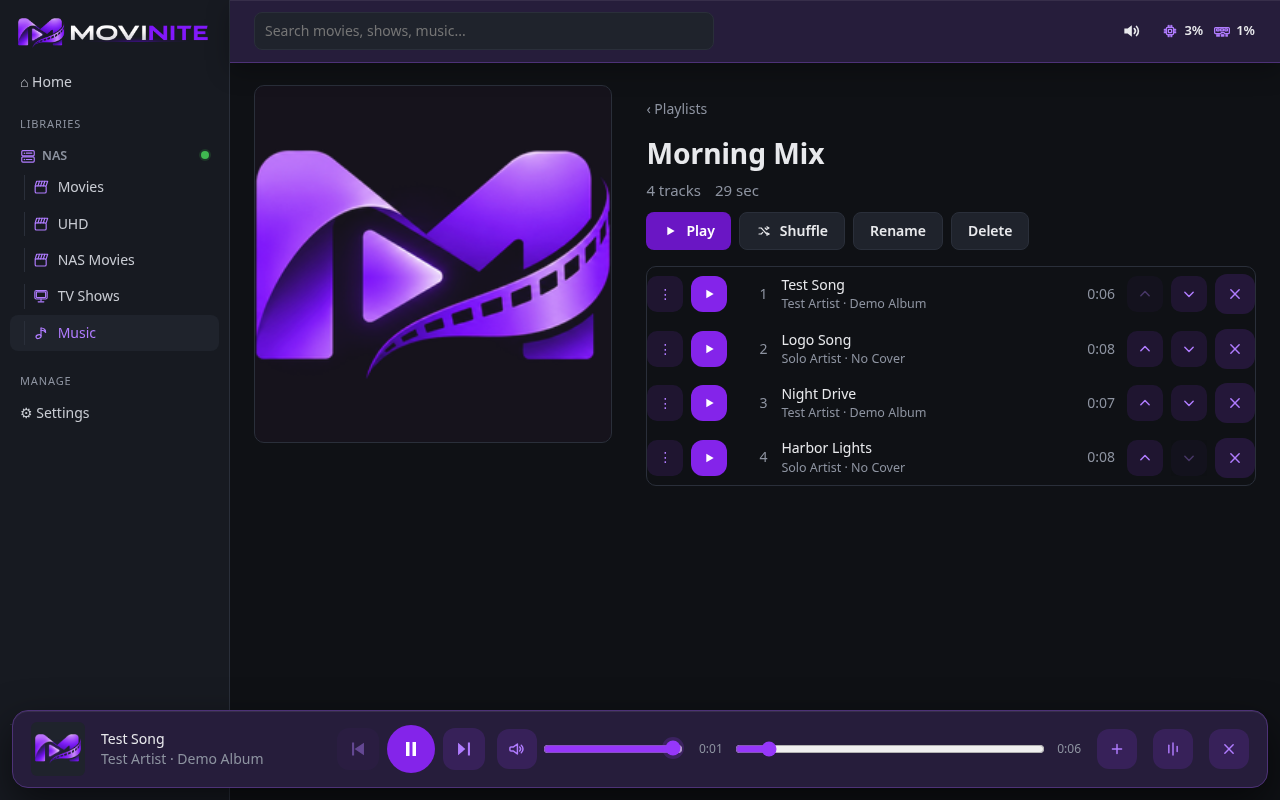 MOVINITE
Search movies, shows, music...
3%
1%
Home
LIBRARIES
NAS
Movies
UHD
NAS Movies
TV Shows
Music
MANAGE
Settings
‹ Playlists
Morning Mix
4 tracks 29 sec
Play
Shuffle
Rename
Delete
1 Test Song 0:06
Test Artist · Demo Album
2 Logo Song 0:08
Solo Artist · No Cover
3 Night Drive 0:07
Test Artist · Demo Album
4 Harbor Lights 0:08
Solo Artist · No Cover
Test Song
Test Artist · Demo Album
0:01
0:06